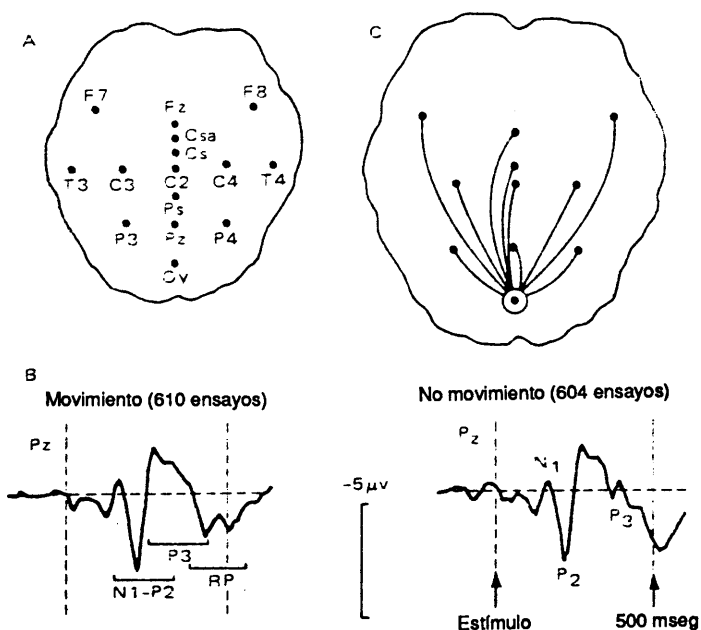 A
C
F7
F8
Fz
Csa
Cs
T3
C3
C2
C4
T4
Ps
P3
Pz
P4
Ov
B
Movimiento (610 ensayos)
No movimiento (604 ensayos)
Pz
Pz
N1
-5 µv
P3
P3
RP
N1-P2
P2
Estímulo
500 mseg